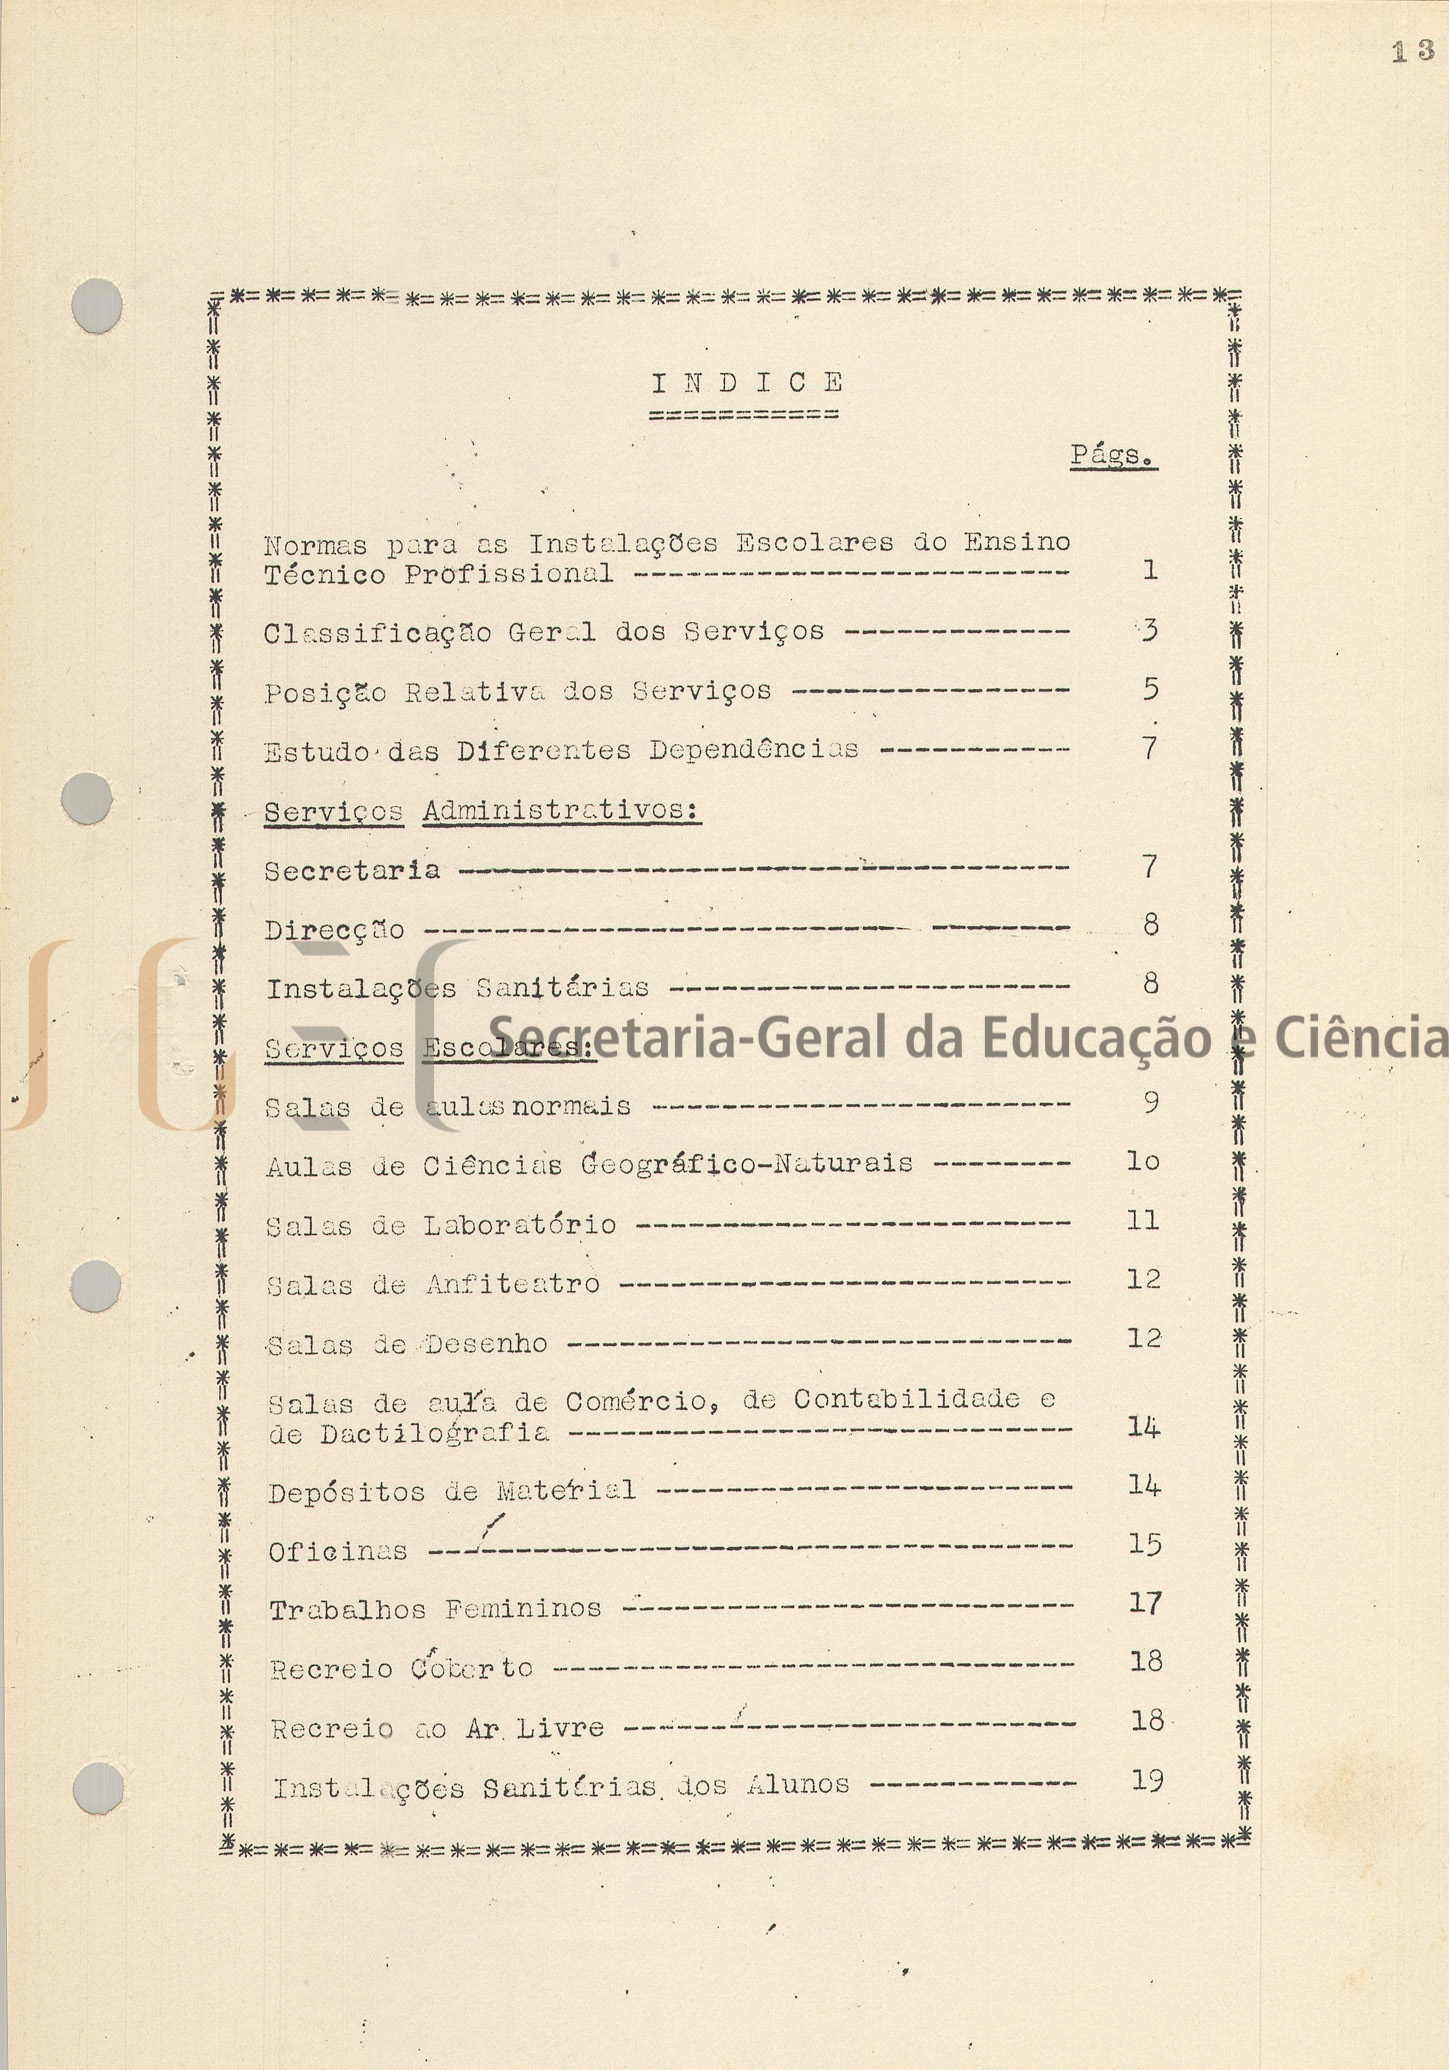 13
I N D I C E
===========
Págs.
Normas para as Instalações Escolares do Ensino
Técnico Profissional ------------------------- 1
Classificação Geral dos Serviços ------------- 3
Posição Relativa dos Serviços ---------------- 5
Estudo das Diferentes Dependências ----------- 7
Serviços Administrativos:
Secretaria ----------------------------------- 7
Direcção ---------------------------- -------- 8
Instalações Sanitárias ----------------------- 8
Secretaria-Geral da Educação e Ciência
Serviços Escolares:
Salas de aulas normais ------------------------ 9
Aulas de Ciências Geográfico-Naturais -------- 1o
Salas de Laboratório ------------------------- 11
Salas de Anfiteatro -------------------------- 12
Salas de Desenho ----------------------------- 12
Salas de aula de Comércio, de Contabilidade e
de Dactilografia ----------------------------- 14
Depósitos de Material ------------------------ 14
Oficinas ------------------------------------- 15
Trabalhos Femininos -------------------------- 17
Recreio Coberto ------------------------------ 18
Recreio ao Ar Livre -------------------------- 18
Instalações Sanitárias dos Alunos ------------ 19